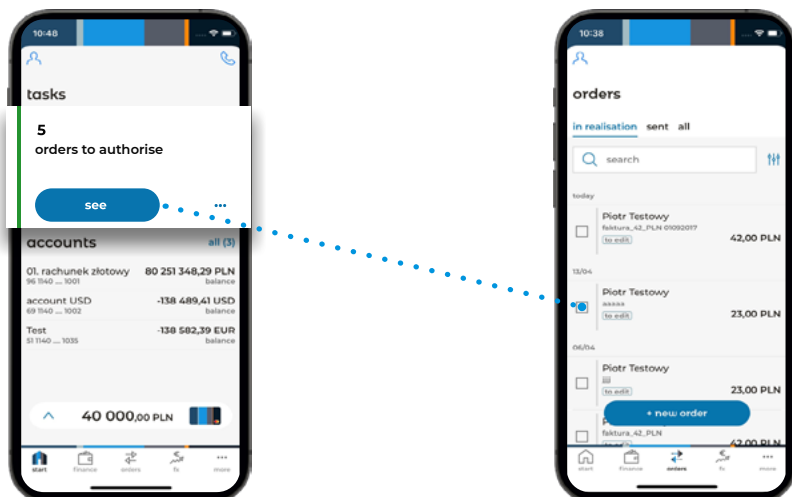 10:48
tasks
5
orders to authorise
see
accounts
all (3)
01. rachunek złotowy 80 251 348,29 PLN
96 1140 .... 1001 balance
account USD -138 489,41 USD
69 1140 .... 1002 balance
Test -138 582,39 EUR
51 1140 .... 1035 balance
40 000,00 PLN
start finance orders fx more
10:38
orders
in realisation sent all
search
today
Piotr Testowy
faktura_42_PLN 01092017
to edit 42,00 PLN
13/04
Piotr Testowy
aaaaa
to edit 23,00 PLN
06/04
Piotr Testowy
jjjj
to edit 23,00 PLN
+ new order
faktura_42_PLN
42,00 PLN
start finance orders fx more